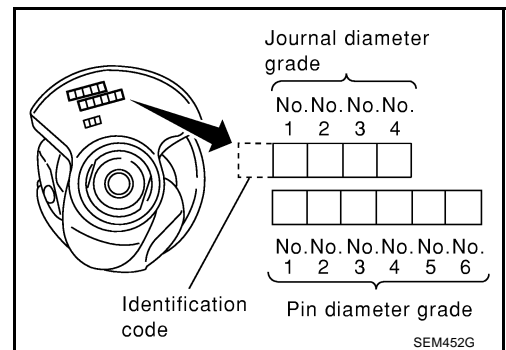 Journal diameter
grade
No. No. No. No.
1 2 3 4
No. No. No. No. No. No.
1 2 3 4 5 6
Identification
code
Pin diameter grade
SEM452G